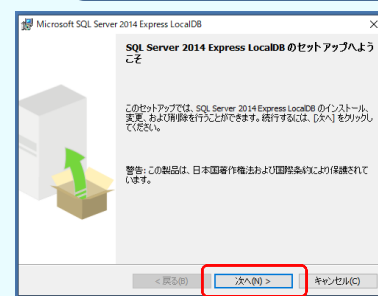 Microsoft SQL Server 2014 Express LocalDB
SQL Server 2014 Express LocalDB のセットアップへよう
こそ
このセットアップでは、SQL Server 2014 Express LocalDB のインストール、
変更、および削除を行うことができます。続行するには、[次へ] をクリックし
てください。
警告: この製品は、日本国著作権法および国際条約により保護されて
います。
< 戻る(B)
次へ(N) >
キャンセル(C)